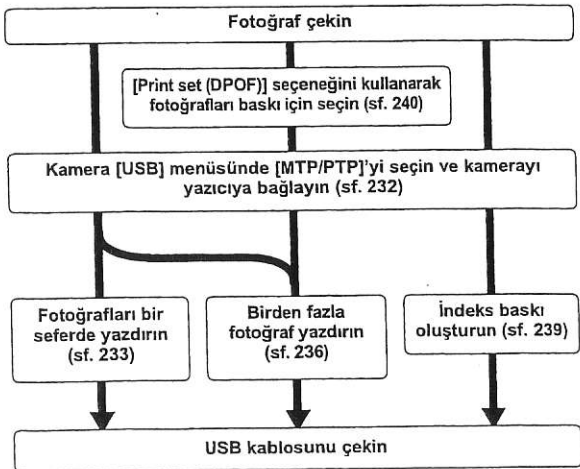 Fotoğraf çekin
[Print set (DPOF)] seçeneğini kullanarak
fotoğrafları baskı için seçin (sf. 240)
Kamera [USB] menüsünde [MTP/PTP]'yi seçin ve kamerayı
yazıcıya bağlayın (sf. 232)
Fotoğrafları bir
seferde yazdırın
(sf. 233)
Birden fazla
fotoğraf yazdırın
(sf. 236)
İndeks baskı
oluşturun (sf. 239)
USB kablosunu çekin